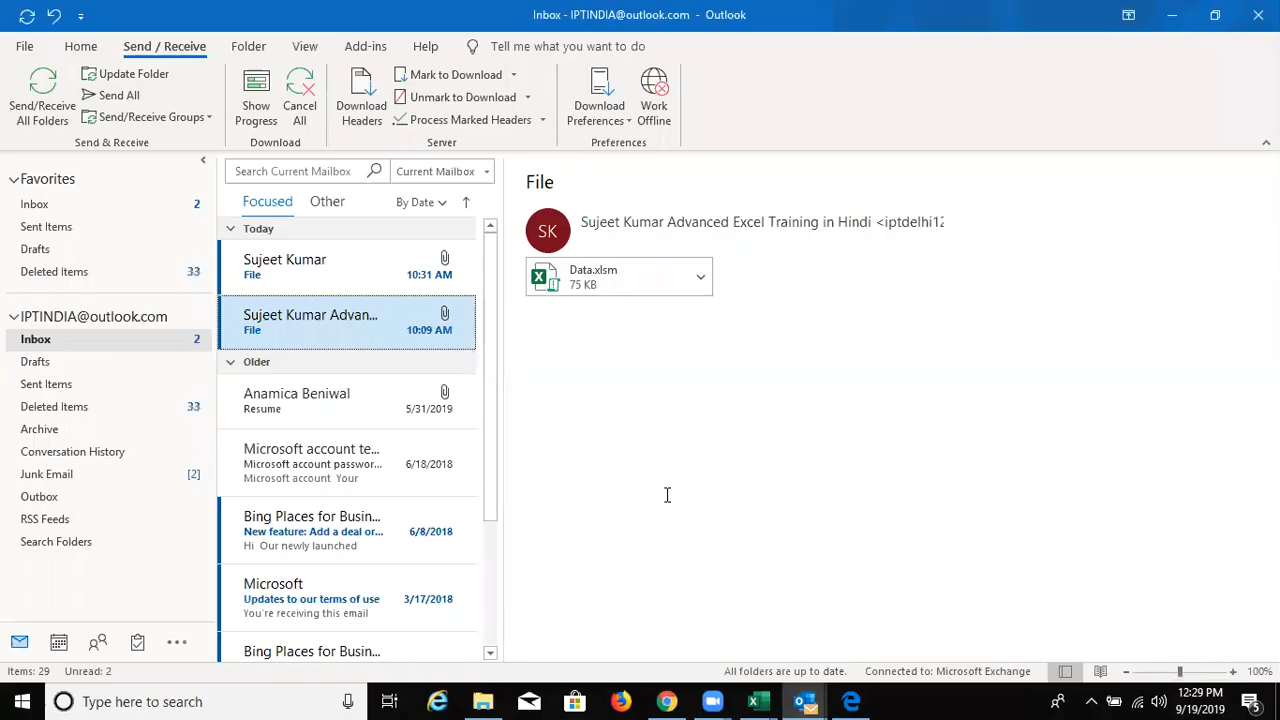 Inbox - IPTINDIA@outlook.com - Outlook
File Home Send / Receive Folder View Add-ins Help Tell me what you want to do
Send/Receive All Folders
Update Folder
Send All
Send/Receive Groups
Send & Receive
Show Progress
Cancel All
Download
Download Headers
Mark to Download
Unmark to Download
Process Marked Headers
Server
Download Preferences
Work Offline
Preferences
Favorites
Inbox 2
Sent Items
Drafts
Deleted Items 33
IPTINDIA@outlook.com
Inbox 2
Drafts
Sent Items
Deleted Items 33
Archive
Conversation History
Junk Email [2]
Outbox
RSS Feeds
Search Folders
Search Current Mailbox Current Mailbox
Focused Other By Date
Today
Sujeet Kumar
File 10:31 AM
Sujeet Kumar Advan...
File 10:09 AM
Older
Anamica Beniwal
Resume 5/31/2019
Microsoft account te...
Microsoft account passwor... 6/18/2018
Microsoft account Your
Bing Places for Busin...
New feature: Add a deal or... 6/8/2018
Hi Our newly launched
Microsoft
Updates to our terms of use 3/17/2018
You're receiving this email
Bing Places for Busin...
File
SK
Sujeet Kumar Advanced Excel Training in Hindi <iptdelhi12
Data.xlsm
75 KB
Items: 29 Unread: 2 All folders are up to date. Connected to: Microsoft Exchange 100%
Type here to search
12:29 PM
9/19/2019
5